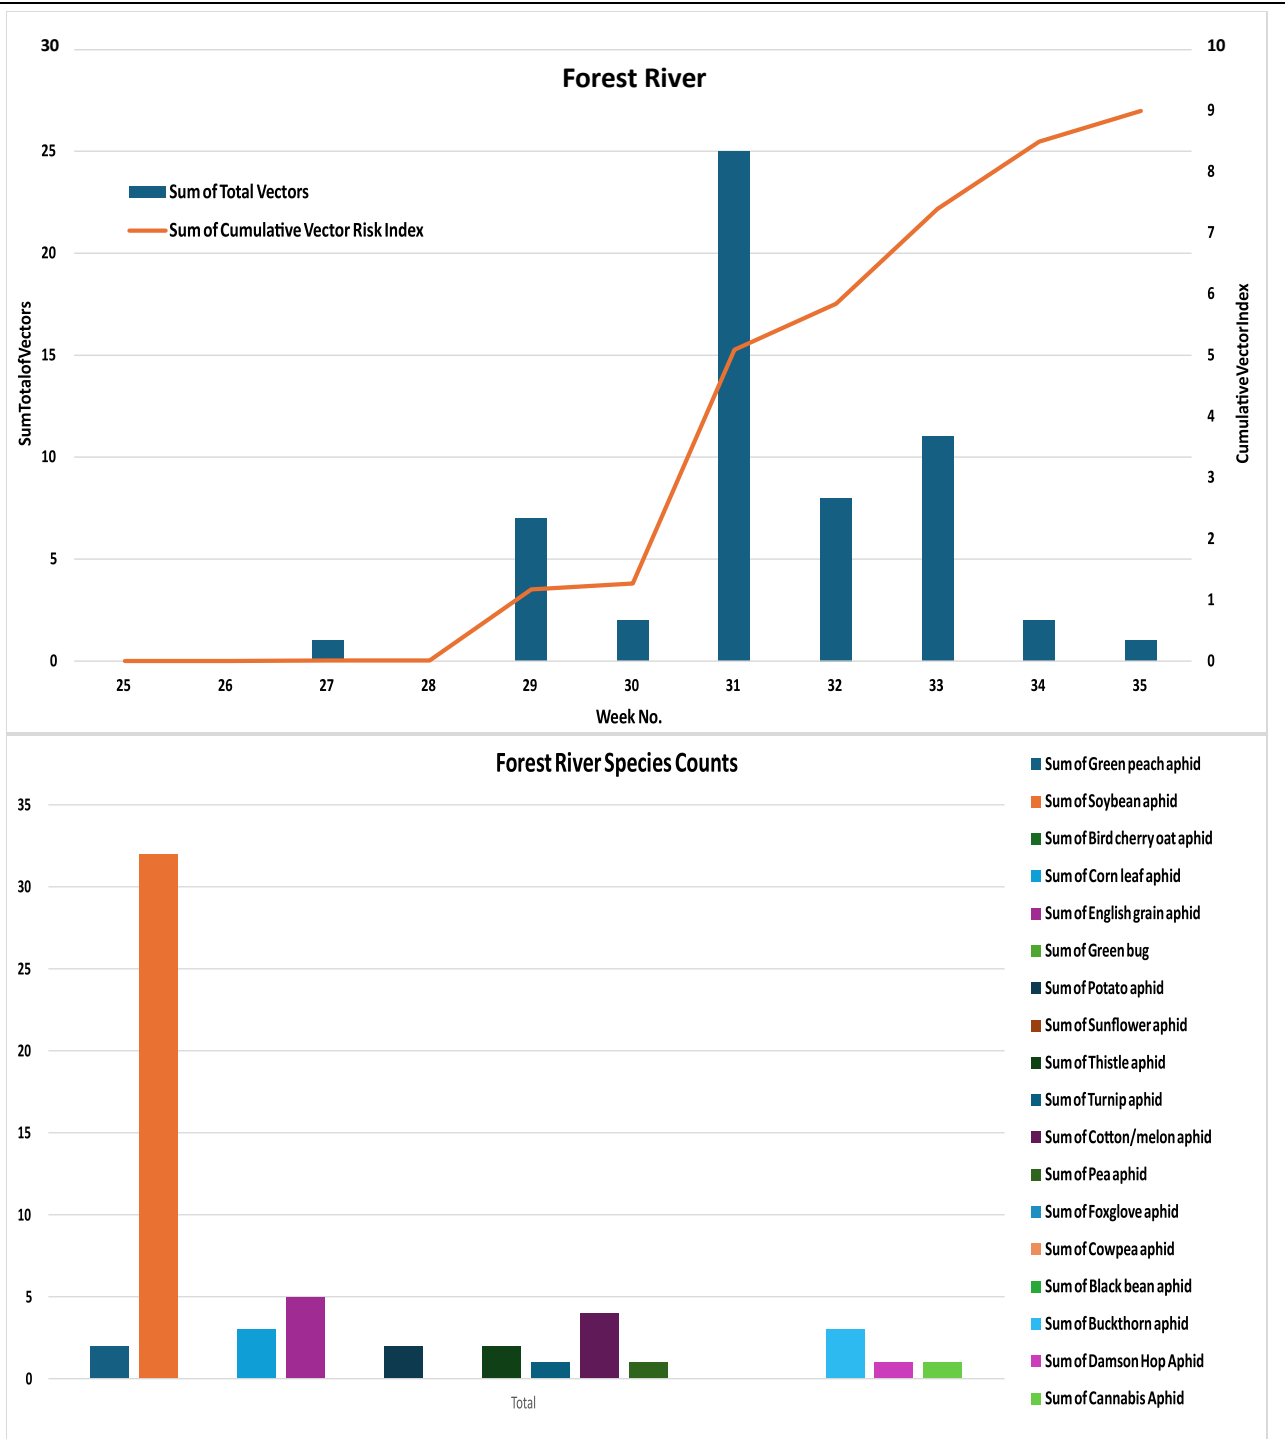 30
10
Forest River
9
25
8
Sum of Total Vectors
Sum of Cumulative Vector Risk Index
7
20
6
SumTotalofVectors
CumulativeVectorIndex
15
5
4
10
3
2
5
1
0
0
25 26 27 28 29 30 31 32 33 34 35
Week No.
Forest River Species Counts
35
30
25
20
15
10
5
0
Total
Sum of Green peach aphid
Sum of Soybean aphid
Sum of Bird cherry oat aphid
Sum of Corn leaf aphid
Sum of English grain aphid
Sum of Green bug
Sum of Potato aphid
Sum of Sunflower aphid
Sum of Thistle aphid
Sum of Turnip aphid
Sum of Cotton/melon aphid
Sum of Pea aphid
Sum of Foxglove aphid
Sum of Cowpea aphid
Sum of Black bean aphid
Sum of Buckthorn aphid
Sum of Damson Hop Aphid
Sum of Cannabis Aphid